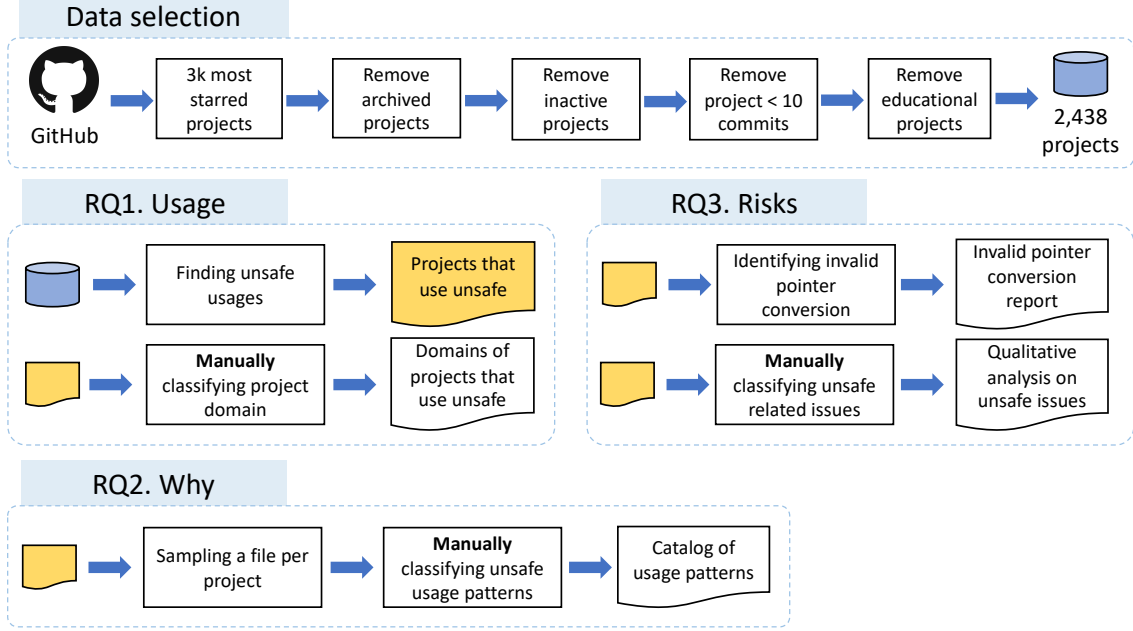 Data selection
GitHub
3k most
starred
projects
Remove
archived
projects
Remove
inactive
projects
Remove
project < 10
commits
Remove
educational
projects
2,438
projects
RQ1. Usage
Finding unsafe
usages
Projects that
use unsafe
Manually
classifying project
domain
Domains of
projects that
use unsafe
RQ3. Risks
Identifying invalid
pointer
conversion
Invalid pointer
conversion
report
Manually
classifying unsafe
related issues
Qualitative
analysis on
unsafe issues
RQ2. Why
Sampling a file per
project
Manually
classifying unsafe
usage patterns
Catalog of
usage patterns